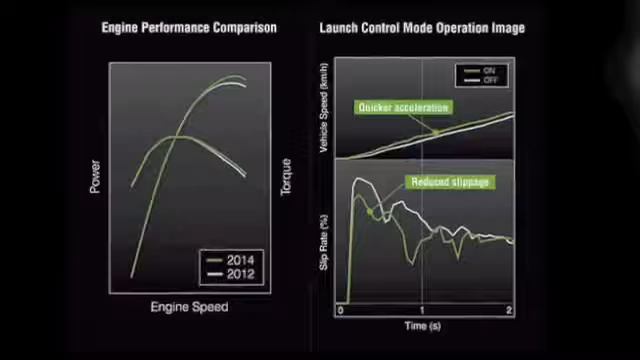 Engine Performance Comparison
Power
Torque
2014
2012
Engine Speed
Launch Control Mode Operation Image
Vehicle Speed (km/h)
ON
OFF
Quicker acceleration
Reduced slippage
Slip Rate (%)
0
1
2
Time (s)